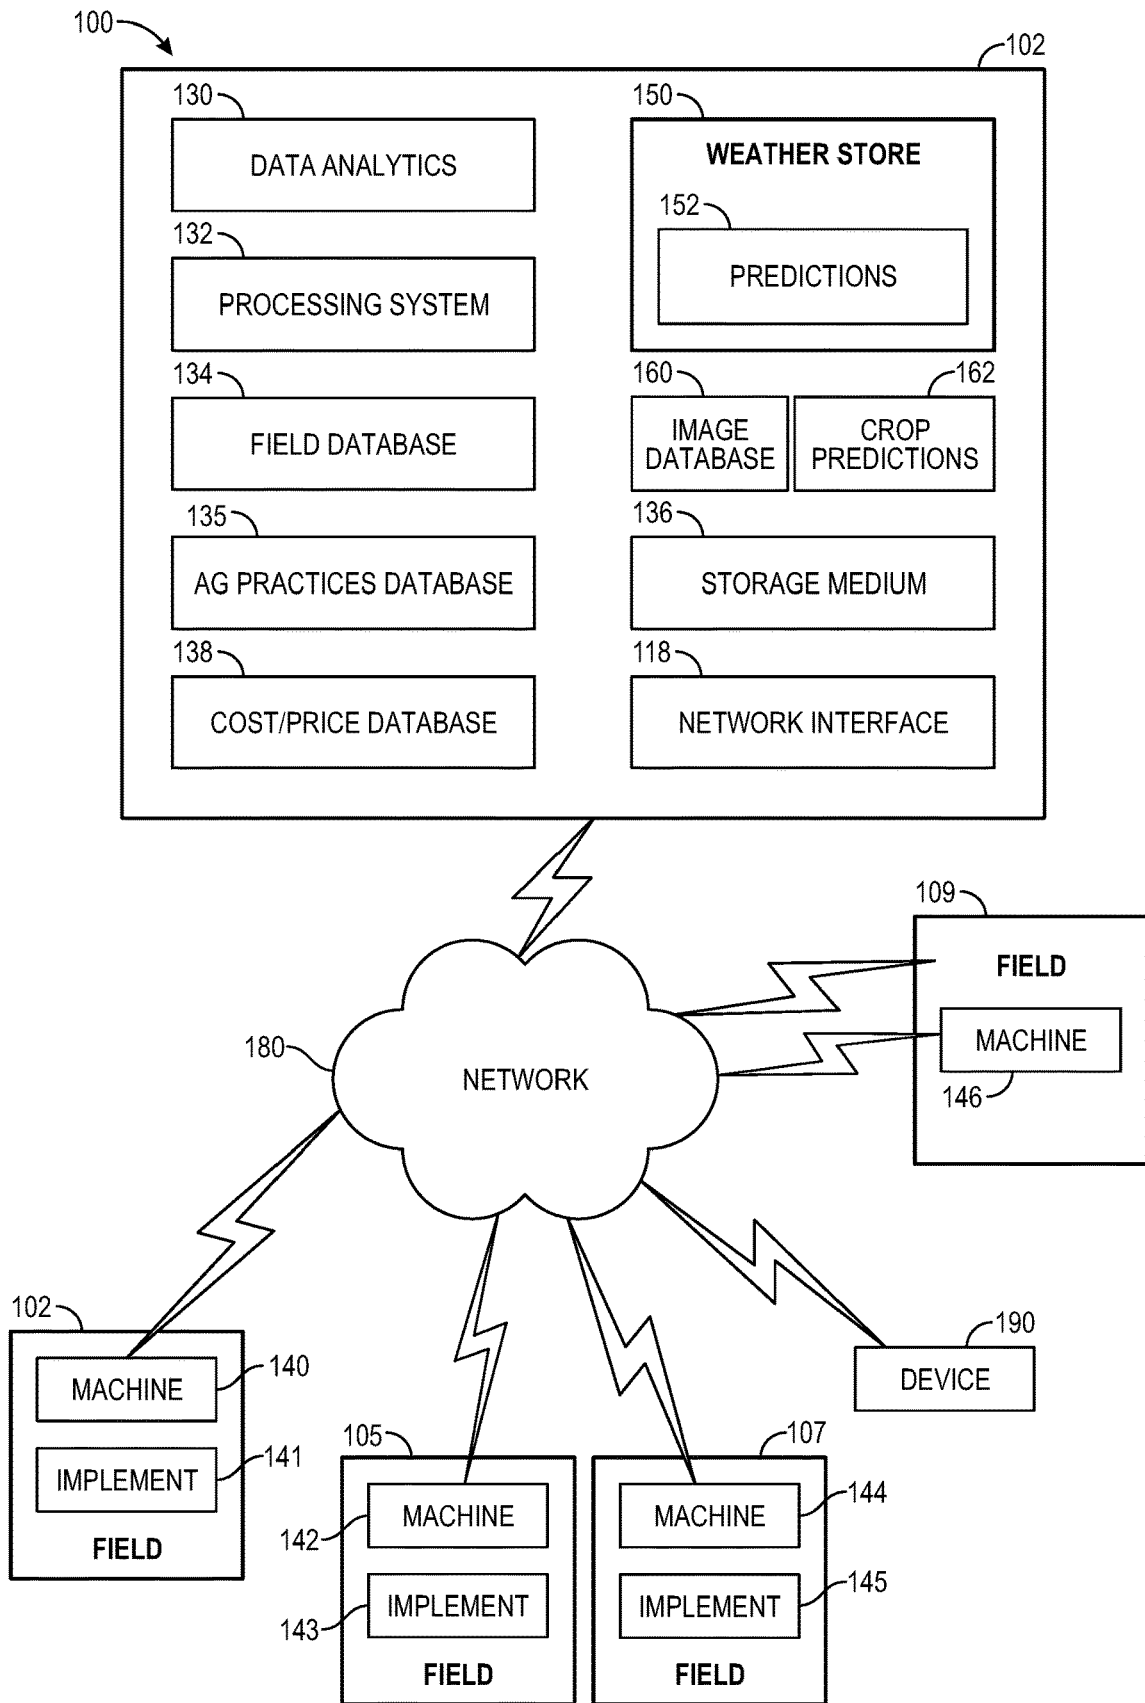 100
102
130
DATA ANALYTICS
150
WEATHER STORE
152
PREDICTIONS
132
PROCESSING SYSTEM
134
FIELD DATABASE
160
IMAGE
DATABASE
162
CROP
PREDICTIONS
135
AG PRACTICES DATABASE
136
STORAGE MEDIUM
138
COST/PRICE DATABASE
118
NETWORK INTERFACE
109
FIELD
MACHINE
146
180
NETWORK
102
MACHINE
140
IMPLEMENT
141
FIELD
190
DEVICE
105
MACHINE
142
IMPLEMENT
143
FIELD
107
MACHINE
144
IMPLEMENT
145
FIELD